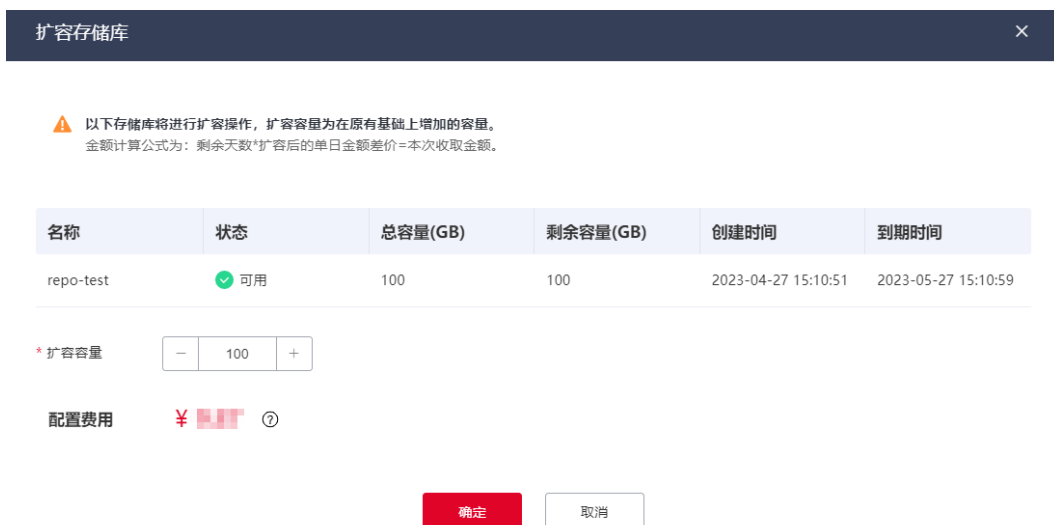 扩容存储库
以下存储库将进行扩容操作，扩容容量为在原有基础上增加的容量。
金额计算公式为：剩余天数*扩容后的单日金额差价=本次收取金额。
名称 状态 总容量(GB) 剩余容量(GB) 创建时间 到期时间
repo-test 可用 100 100 2023-04-27 15:10:51 2023-05-27 15:10:59
* 扩容容量 − 100 +
配置费用 ¥ ?
确定 取消